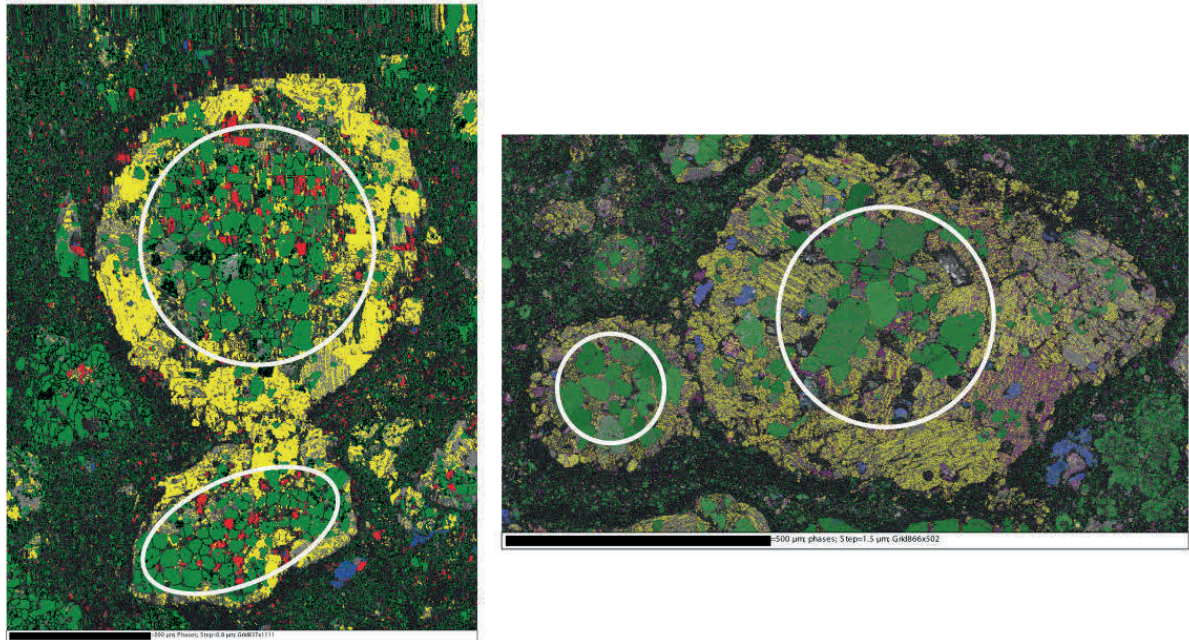 =200 µm; Phases; Step=0.6 µm; Grid837x1111
=500 µm; phases; Step=1.5 µm; Grid866x502